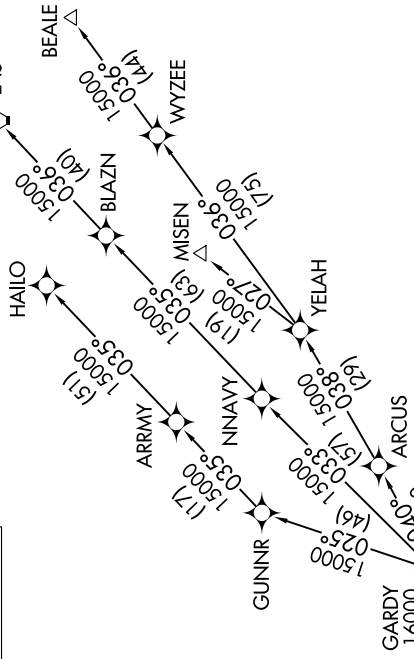 BEALE
15000
036°
(44)
WYZEE
15000
036°
(40)
BLAZN
HAILO
15000
036°
(75)
MISEN
15000
035°
(63)
15000
027°
(19)
YELAH
15000
035°
(51)
ARRMY
NNAVY
15000
038°
(29)
ARCUS
15000
035°
(17)
GUNNR
15000
033°
(57)
15000
025°
(46)
GARDY
16000